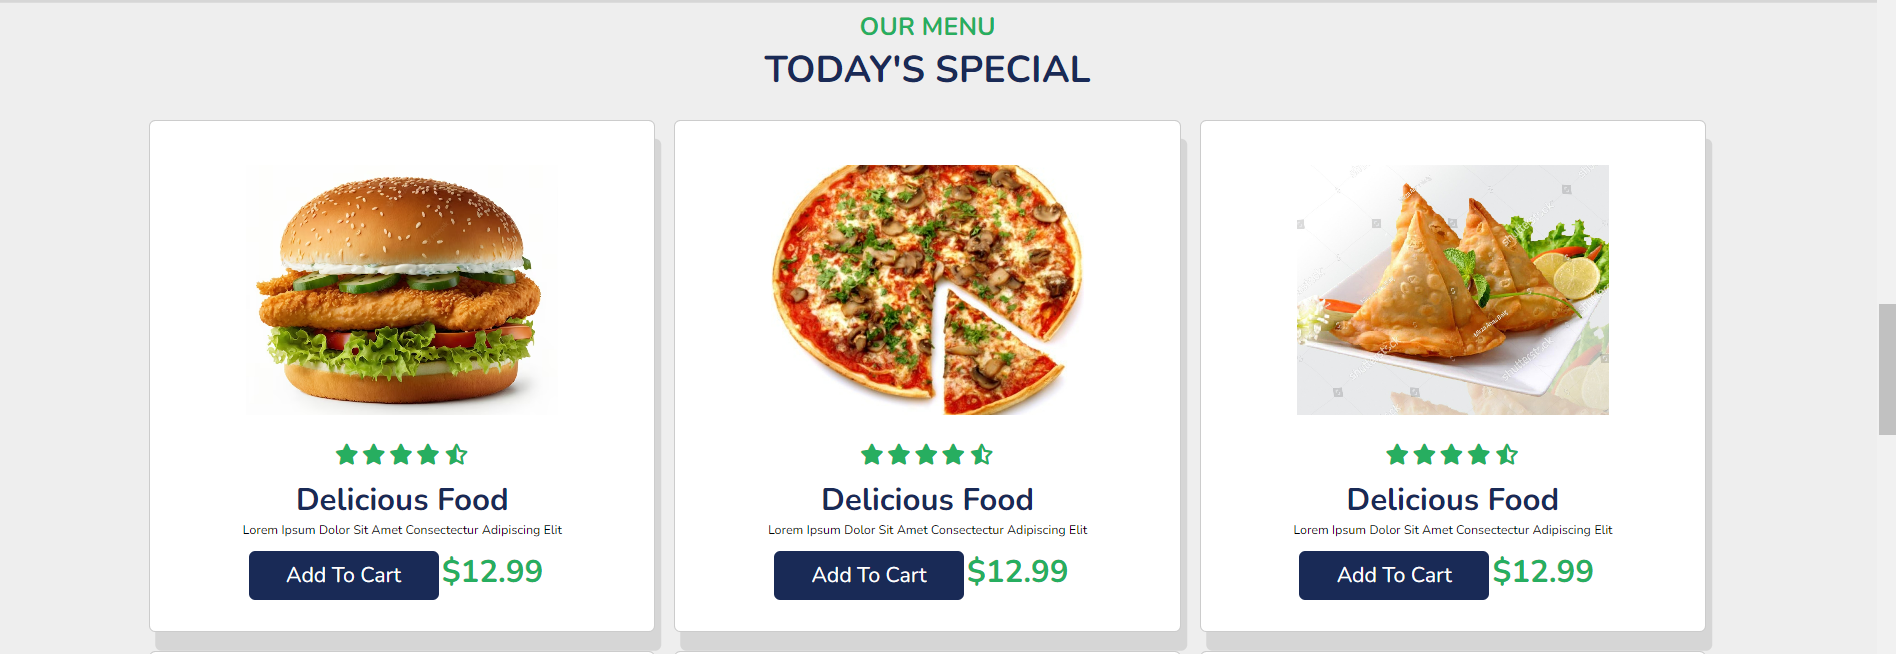 OUR MENU
TODAY'S SPECIAL
Delicious Food
Lorem Ipsum Dolor Sit Amet Consectectur Adipiscing Elit
Add To Cart $12.99
Delicious Food
Lorem Ipsum Dolor Sit Amet Consectectur Adipiscing Elit
Add To Cart $12.99
shutterstock
Delicious Food
Lorem Ipsum Dolor Sit Amet Consectectur Adipiscing Elit
Add To Cart $12.99